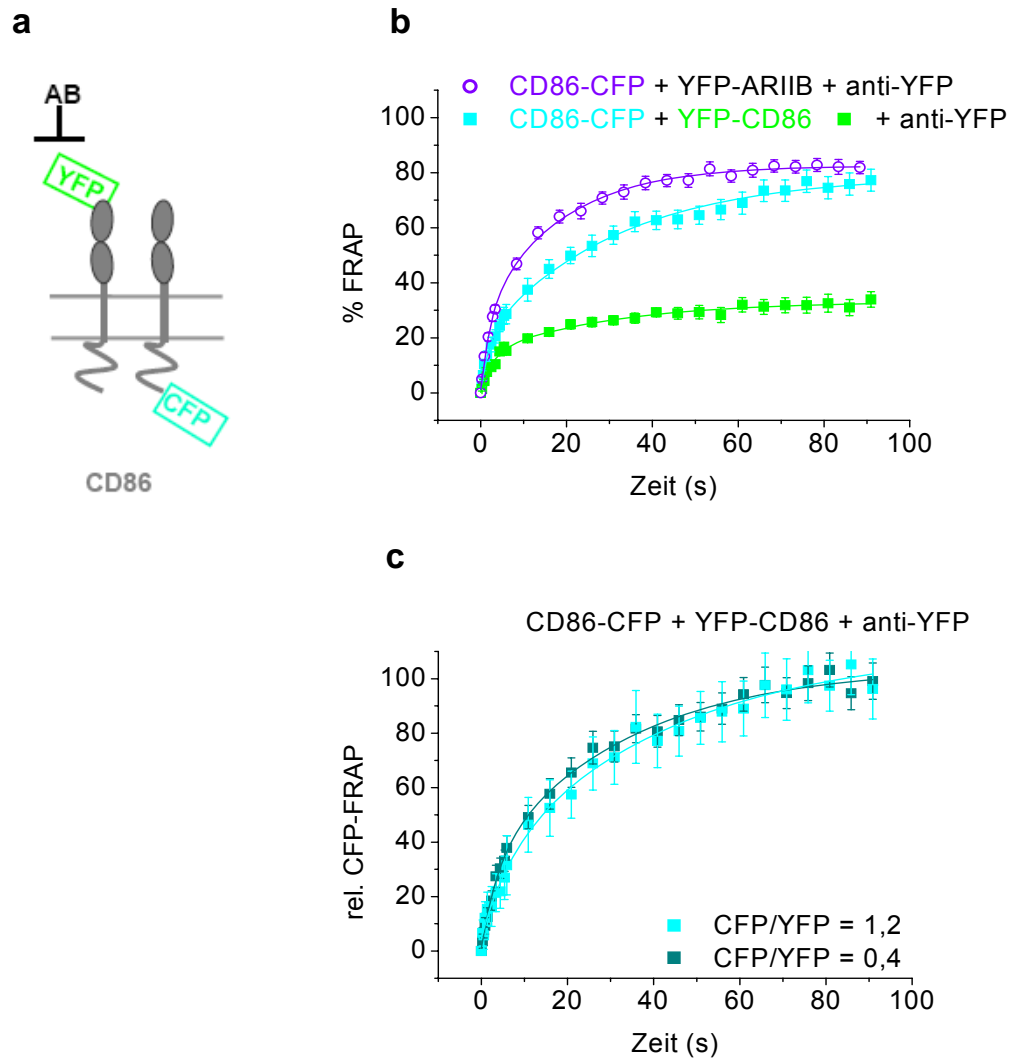 a
AB
YFP
CFP
CD86
b
CD86-CFP + YFP-ARIIB + anti-YFP
CD86-CFP + YFP-CD86 + anti-YFP
100
80
60
40
20
0
% FRAP
0 20 40 60 80 100
Zeit (s)
c
CD86-CFP + YFP-CD86 + anti-YFP
100
80
60
40
20
0
rel. CFP-FRAP
CFP/YFP = 1,2
CFP/YFP = 0,4
0 20 40 60 80 100
Zeit (s)